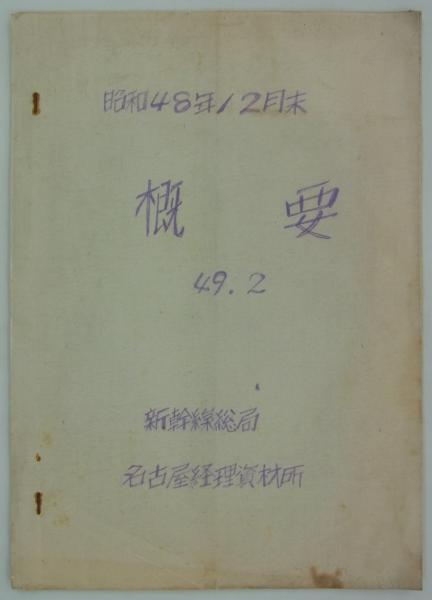 昭和48年12月末
概要
49.2
新幹線総局
名古屋経理資材所